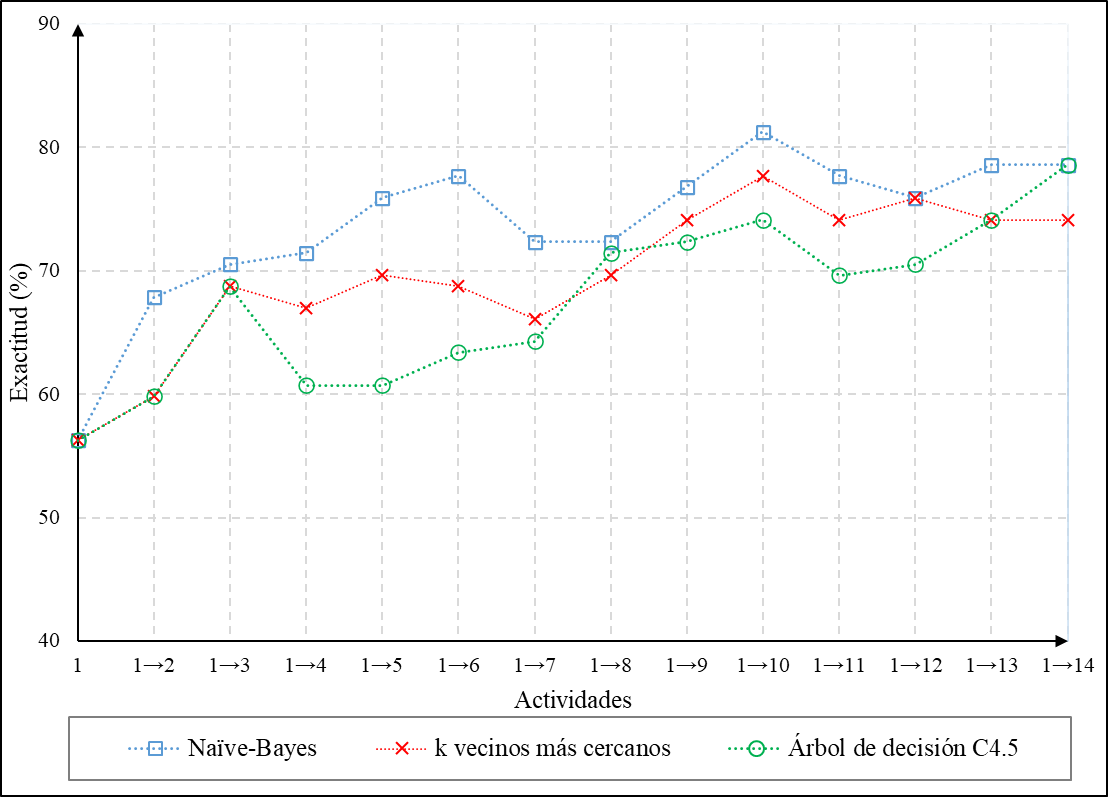 90
80
70
60
50
40
Exactitud (%)
1 1→2 1→3 1→4 1→5 1→6 1→7 1→8 1→9 1→10 1→11 1→12 1→13 1→14
Actividades
Naïve-Bayes k vecinos más cercanos Árbol de decisión C4.5